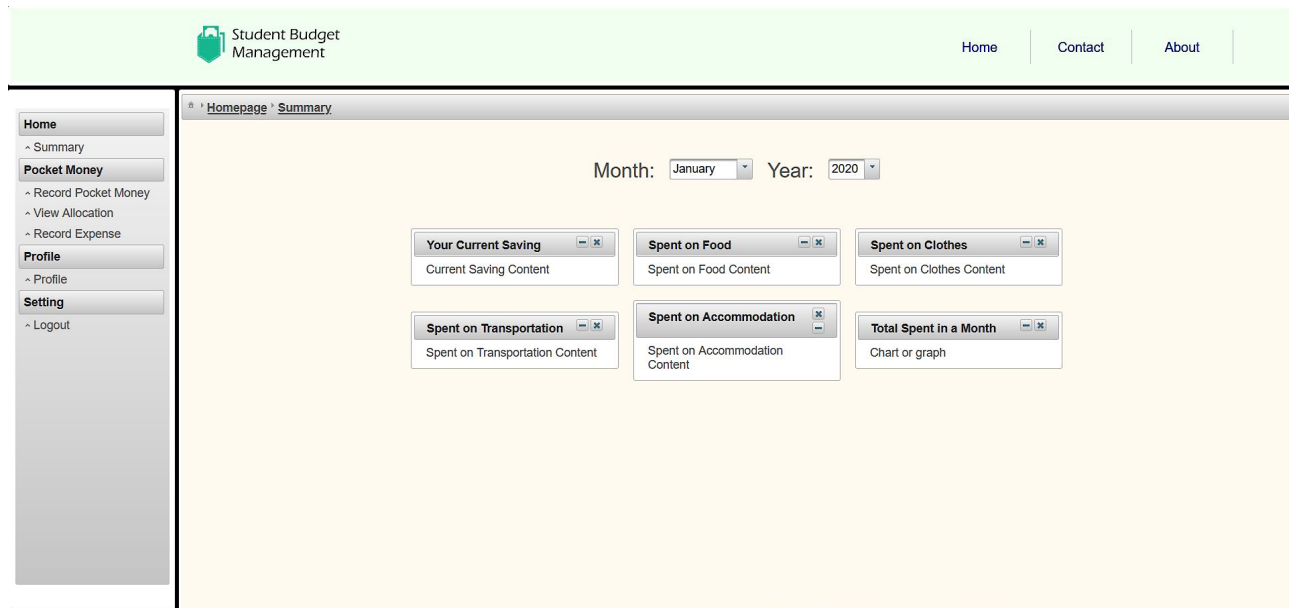 Student Budget
Management
Home
Contact
About
Homepage Summary
Home
Summary
Pocket Money
Record Pocket Money
View Allocation
Record Expense
Profile
Profile
Setting
Logout
Month: January Year: 2020
Your Current Saving
Current Saving Content
Spent on Food
Spent on Food Content
Spent on Clothes
Spent on Clothes Content
Spent on Transportation
Spent on Transportation Content
Spent on Accommodation
Spent on Accommodation
Content
Total Spent in a Month
Chart or graph